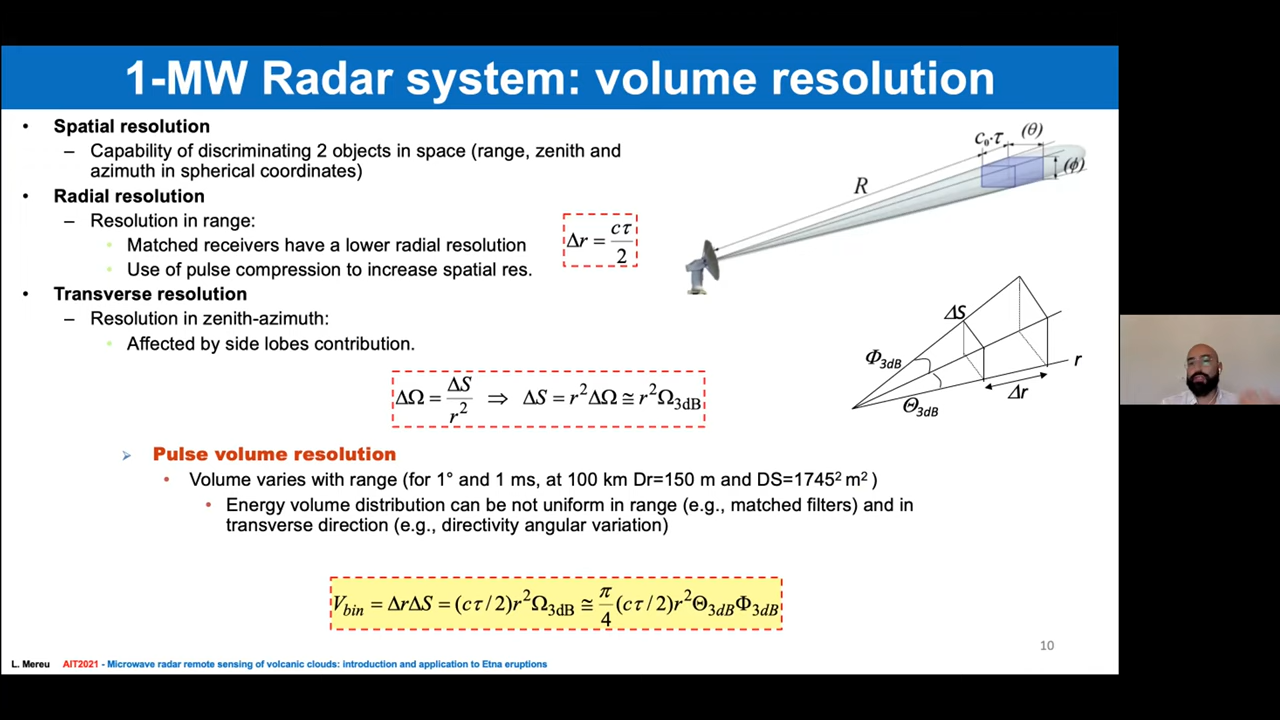 1-MW Radar system: volume resolution
• Spatial resolution
– Capability of discriminating 2 objects in space (range, zenith and
azimuth in spherical coordinates)
• Radial resolution
– Resolution in range:
• Matched receivers have a lower radial resolution
• Use of pulse compression to increase spatial res.
Δr = cτ / 2
• Transverse resolution
– Resolution in zenith-azimuth:
• Affected by side lobes contribution.
ΔΩ = ΔS / r² ⇒ ΔS = r²ΔΩ ≅ r²Ω3dB
c₀·τ (θ)
(ϕ)
R
ΔS
Φ3dB
r
Δr
Θ3dB
➢ Pulse volume resolution
• Volume varies with range (for 1° and 1 ms, at 100 km Dr=150 m and DS=1745² m² )
• Energy volume distribution can be not uniform in range (e.g., matched filters) and in
transverse direction (e.g., directivity angular variation)
Vbin = ΔrΔS = (cτ / 2)r²Ω3dB ≅ π/4 (cτ / 2)r²Θ3dBΦ3dB
10
L. Mereu AIT2021 - Microwave radar remote sensing of volcanic clouds: introduction and application to Etna eruptions